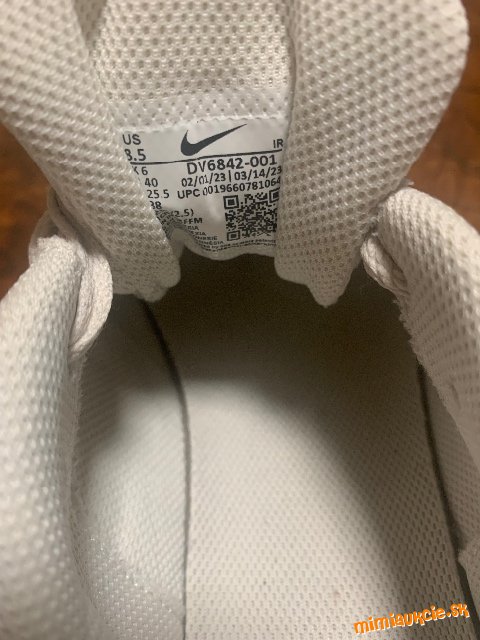 US
8.5
IR
DV6842-001
6
40
02/01/23 | 03/14/23
25.5
UPC 0019660781064
mimiaukcie.sk